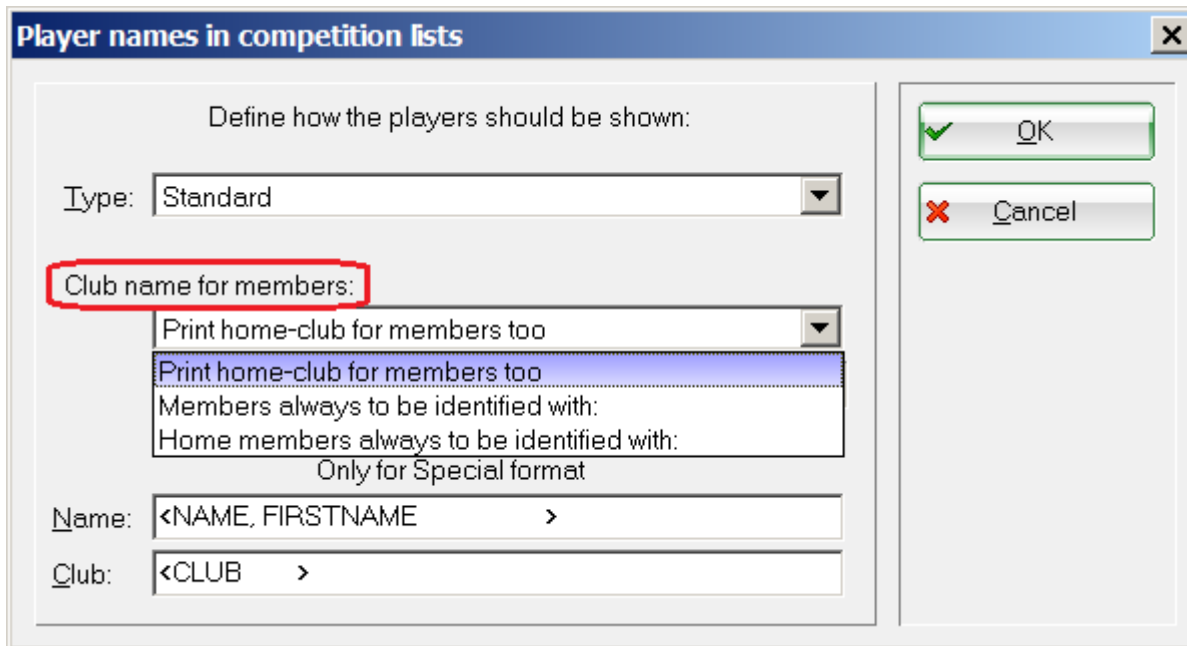 Player names in competition lists
Define how the players should be shown:
OK
Type: Standard
Cancel
Club name for members:
Print home-club for members too
Print home-club for members too
Members always to be identified with:
Home members always to be identified with:
Only for Special format
Name: <NAME, FIRSTNAME >
Club: <CLUB >